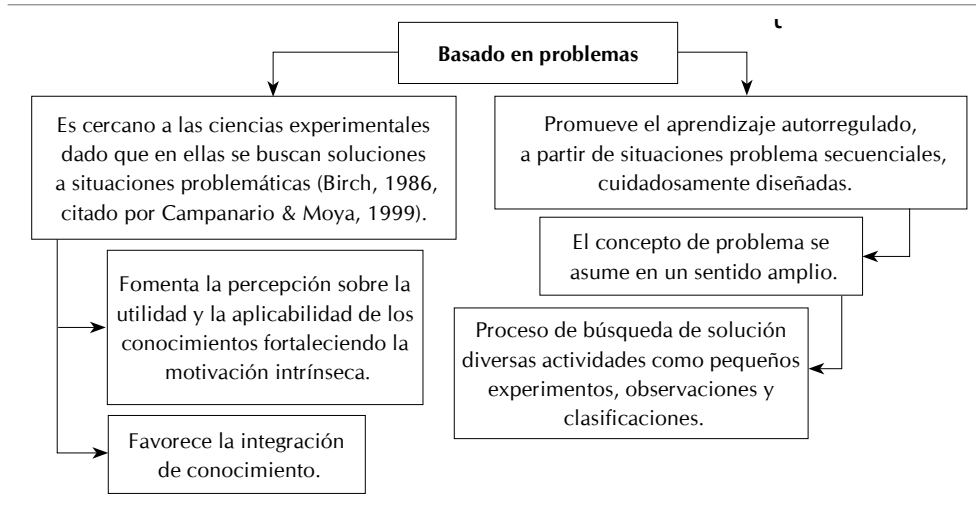 Basado en problemas
Es cercano a las ciencias experimentales
dado que en ellas se buscan soluciones
a situaciones problemáticas (Birch, 1986,
citado por Campanario & Moya, 1999).
Fomenta la percepción sobre la
utilidad y la aplicabilidad de los
conocimientos fortaleciendo la
motivación intrínseca.
Favorece la integración
de conocimiento.
Promueve el aprendizaje autorregulado,
a partir de situaciones problema secuenciales,
cuidadosamente diseñadas.
El concepto de problema se
asume en un sentido amplio.
Proceso de búsqueda de solución
diversas actividades como pequeños
experimentos, observaciones y
clasificaciones.